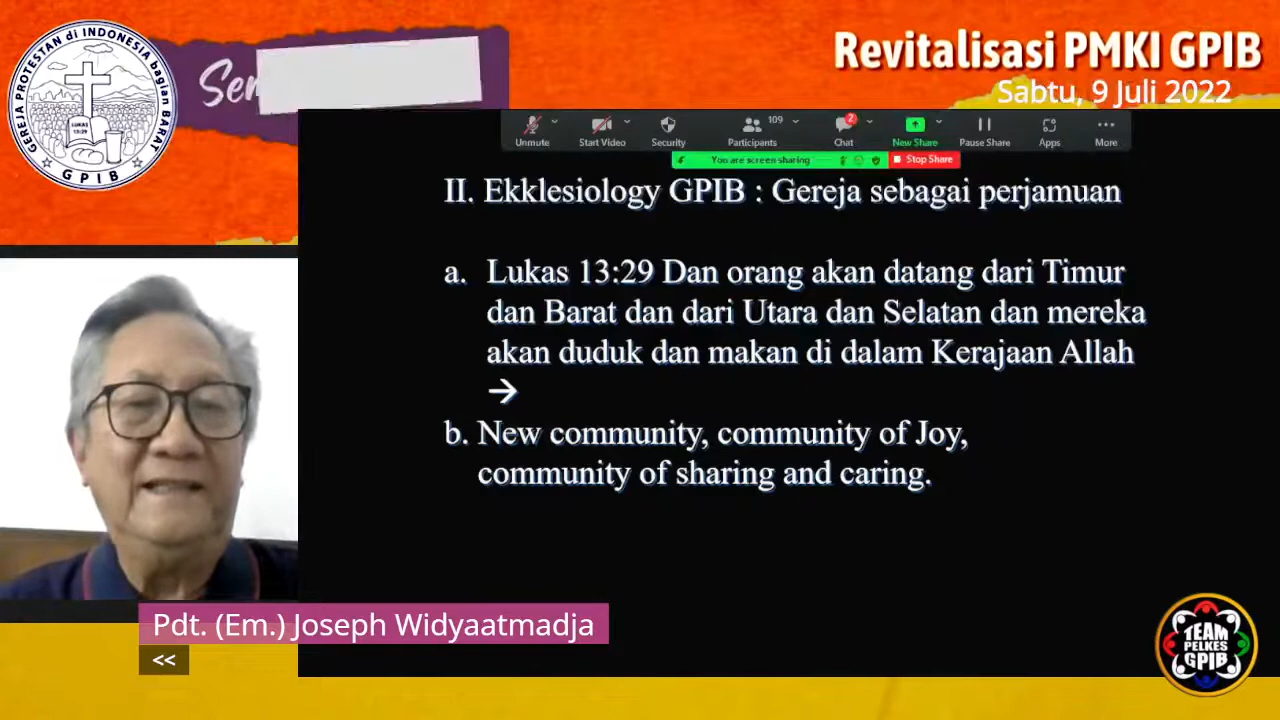 GEREJA PROTESTAN di INDONESIA bagian BARAT
LUKAS
13:29
GPIB
Revitalisasi PMKI GPIB
Sabtu, 9 Juli 2022
Unmute
Start Video
Security
Participants
109
Chat
2
New Share
Pause Share
Apps
More
You are screen sharing
Stop Share
II. Ekklesiology GPIB : Gereja sebagai perjamuan
a. Lukas 13:29 Dan orang akan datang dari Timur
dan Barat dan dari Utara dan Selatan dan mereka
akan duduk dan makan di dalam Kerajaan Allah
→
b. New community, community of Joy,
community of sharing and caring.
Pdt. (Em.) Joseph Widyaatmadja
<<
TEAM
PELKES
GPIB